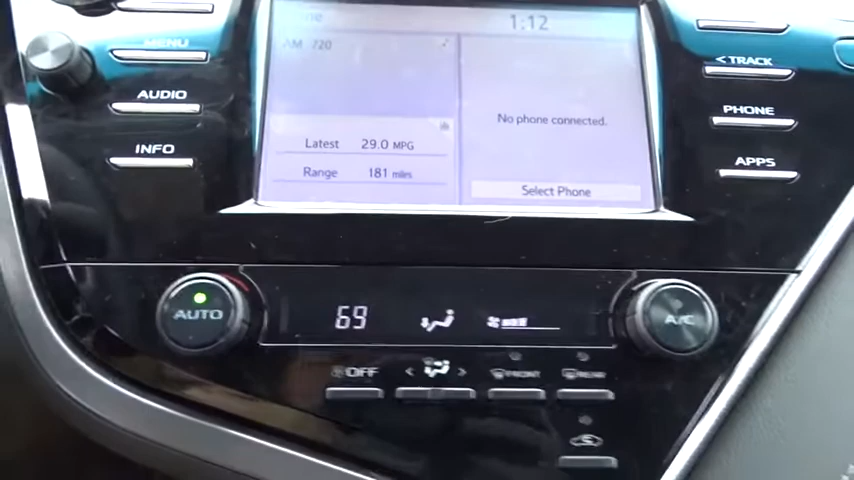 1:12
AM 720
MENU
< TRACK
AUDIO
No phone connected.
PHONE
INFO
Latest 29.0 MPG
APPS
Range 181 miles
Select Phone
AUTO
69
A/C
OFF
< >
FRONT
REAR